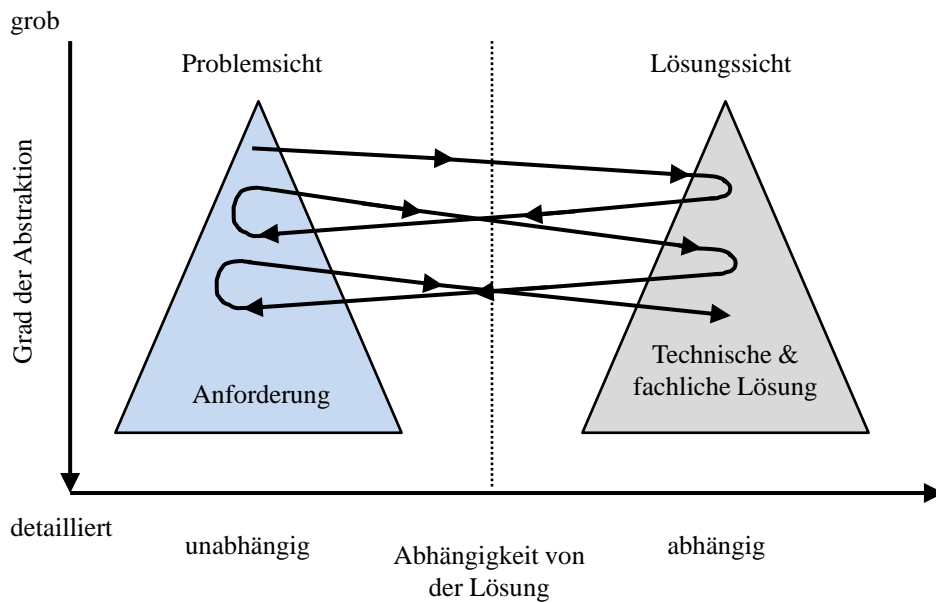 grob
Problemsicht
Lösungssicht
Grad der Abstraktion
Anforderung
Technische &
fachliche Lösung
detailliert
unabhängig
Abhängigkeit von
der Lösung
abhängig